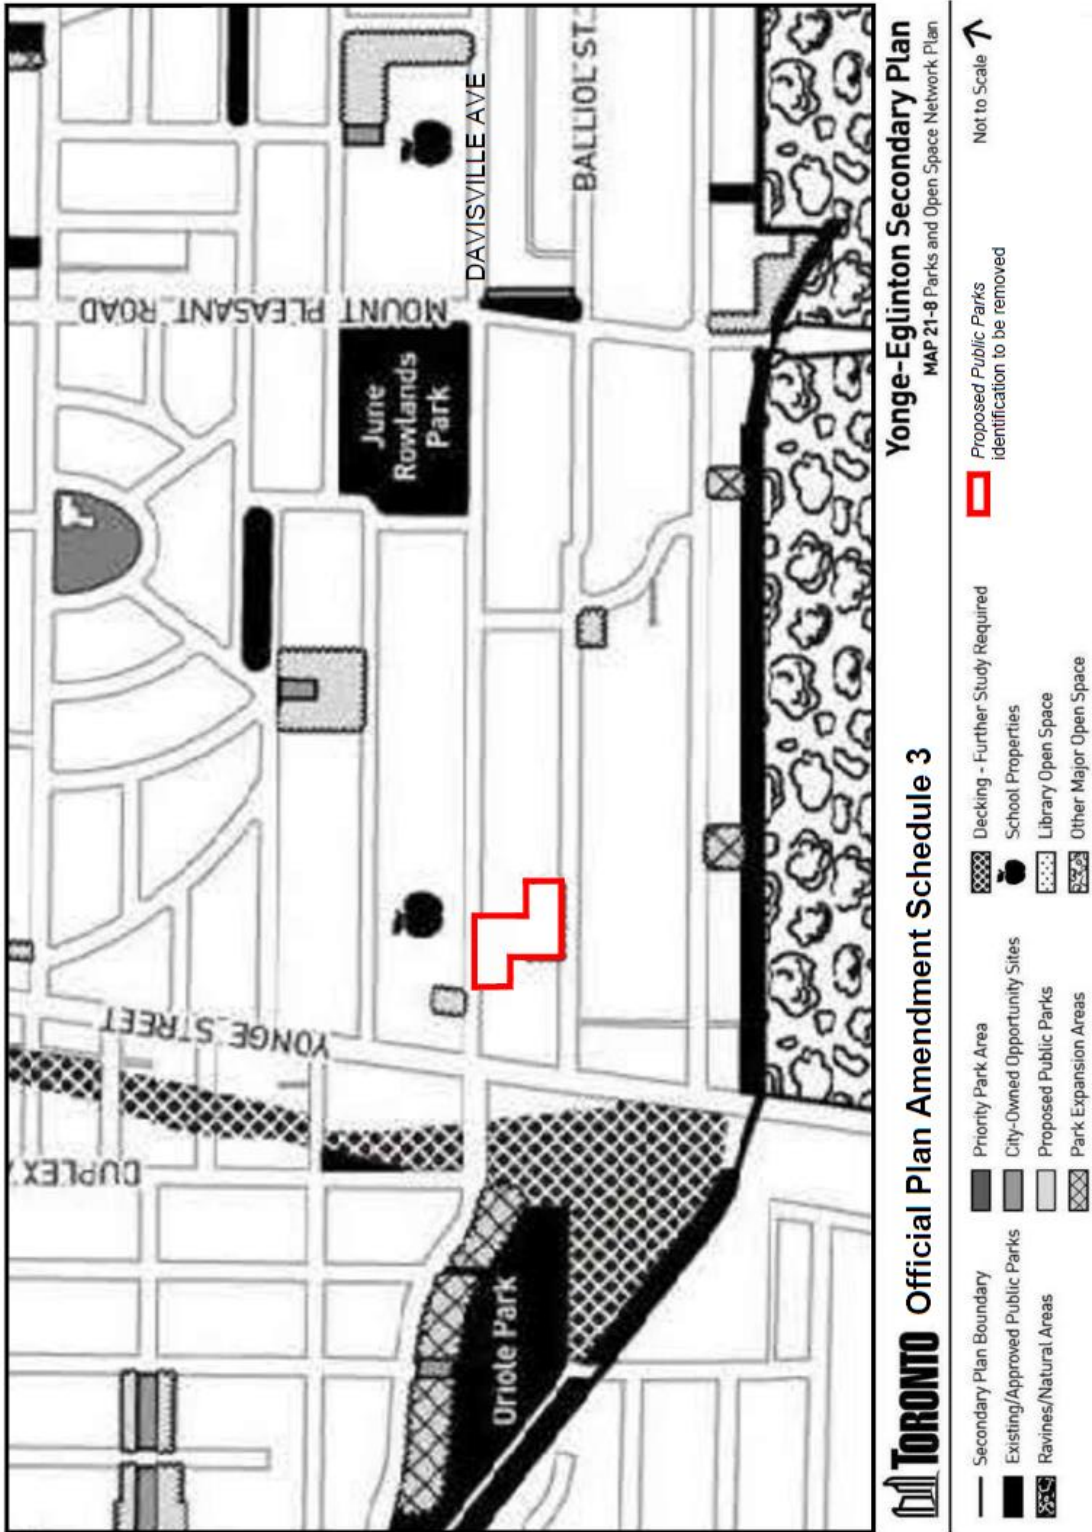 DUPLEX
YONGE STREET
MOUNT PLEASANT ROAD
DAVISVILLE AVE
BALLIOL ST
June
Rowlands
Park
Oriole Park
TORONTO Official Plan Amendment Schedule 3
Yonge-Eglinton Secondary Plan
MAP 21-8 Parks and Open Space Network Plan
Secondary Plan Boundary
Existing/Approved Public Parks
Ravines/Natural Areas
Priority Park Area
City-Owned Opportunity Sites
Proposed Public Parks
Park Expansion Areas
Decking - Further Study Required
School Properties
Library Open Space
Other Major Open Space
Proposed Public Parks
identification to be removed
Not to Scale